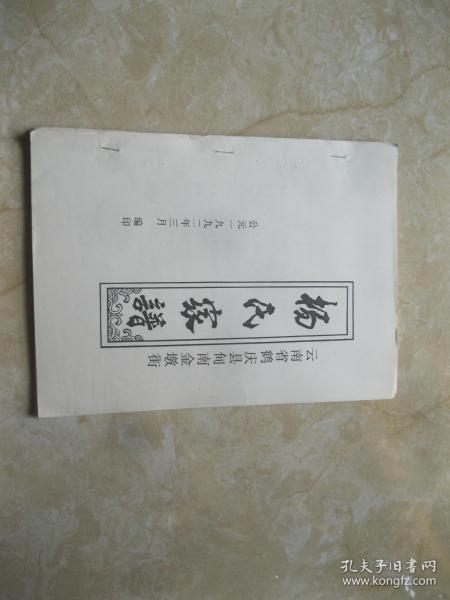 云南省鹤庆县甸南金墩街
杨氏家譜
公元一九九二年三月 编印
孔夫子旧书网
www.kongfz.com